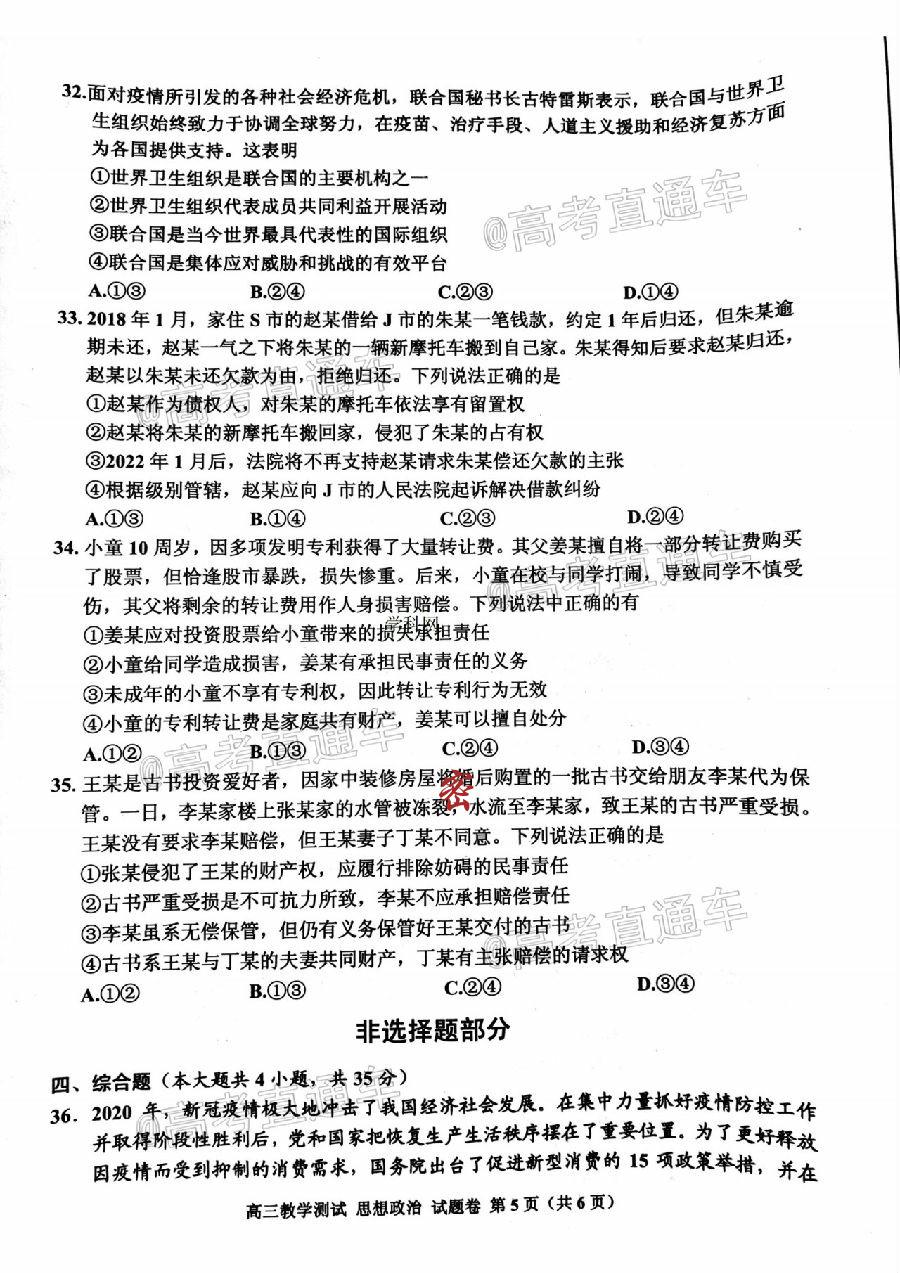 32.面对疫情所引发的各种社会经济危机，联合国秘书长古特雷斯表示，联合国与世界卫
生组织始终致力于协调全球努力，在疫苗、治疗手段、人道主义援助和经济复苏方面
为各国提供支持。这表明
①世界卫生组织是联合国的主要机构之一
②世界卫生组织代表成员共同利益开展活动
@高考直通车
③联合国是当今世界最具代表性的国际组织
④联合国是集体应对威胁和挑战的有效平台
A.①③ B.②④ C.②③ D.①④
33.2018年1月，家住S市的赵某借给J市的朱某一笔钱款，约定1年后归还，但朱某逾
期未还，赵某一气之下将朱某的一辆新摩托车搬到自己家。朱某得知后要求赵某归还，
赵某以朱某未还欠款为由，拒绝归还。下列说法正确的是
@高考直通车
①赵某作为债权人，对朱某的摩托车依法享有留置权
②赵某将朱某的新摩托车搬回家，侵犯了朱某的占有权
③2022年1月后，法院将不再支持赵某请求朱某偿还欠款的主张
④根据级别管辖，赵某应向J市的人民法院起诉解决借款纠纷
A.①③ B.①④ C.②③ D.②④
34.小童10周岁，因多项发明专利获得了大量转让费。其父姜某擅自将一部分转让费购买
了股票，但恰逢股市暴跌，损失惨重。后来，小童在校与同学打闹，导致同学不慎受
伤，其父将剩余的转让费用作人身损害赔偿。下列说法中正确的有
@高考直通车
学科网
①姜某应对投资股票给小童带来的损失承担责任
②小童给同学造成损害，姜某有承担民事责任的义务
③未成年的小童不享有专利权，因此转让专利行为无效
④小童的专利转让费是家庭共有财产，姜某可以擅自处分
A.①② B.①③ C.②④ D.③④
@高考直通车
35.王某是古书投资爱好者，因家中装修房屋将婚后购置的一批古书交给朋友李某代为保
管。一日，李某家楼上张某家的水管被冻裂，水流至李某家，致王某的古书严重受损。
密
王某没有要求李某赔偿，但王某妻子丁某不同意。下列说法正确的是
①张某侵犯了王某的财产权，应履行排除妨碍的民事责任
②古书严重受损是不可抗力所致，李某不应承担赔偿责任
③李某虽系无偿保管，但仍有义务保管好王某交付的古书
@高考直通车
④古书系王某与丁某的夫妻共同财产，丁某有主张赔偿的请求权
A.①② B.①③ C.②④ D.③④
非选择题部分
四、综合题（本大题共4小题，共35分）
@高考直通车
36.2020年，新冠疫情极大地冲击了我国经济社会发展。在集中力量抓好疫情防控工作
并取得阶段性胜利后，党和国家把恢复生产生活秩序摆在了重要位置。为了更好释放
因疫情而受到抑制的消费需求，国务院出台了促进新型消费的15项政策举措，并在
高三教学测试 思想政治 试题卷 第5页（共6页）